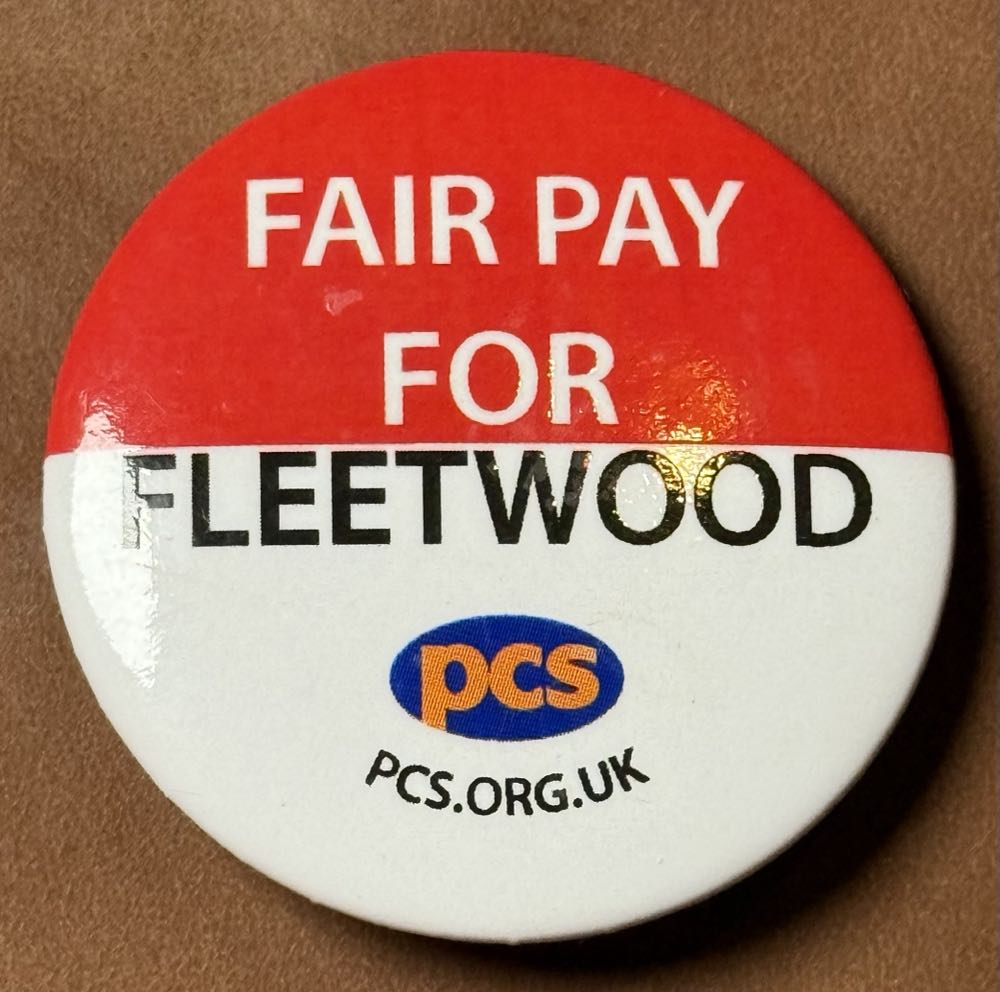 FAIR PAY
FOR
FLEETWOOD
pcs
PCS.ORG.UK